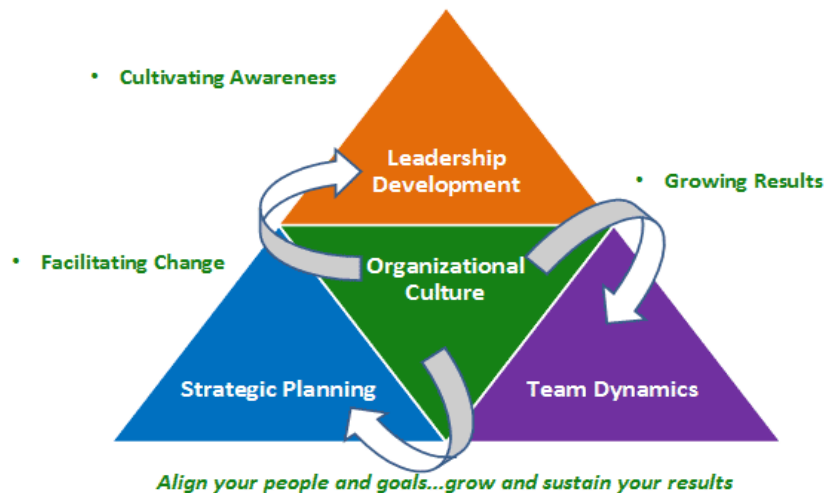 • Cultivating Awareness
Leadership
Development
• Growing Results
• Facilitating Change
Organizational
Culture
Strategic Planning
Team Dynamics
Align your people and goals...grow and sustain your results